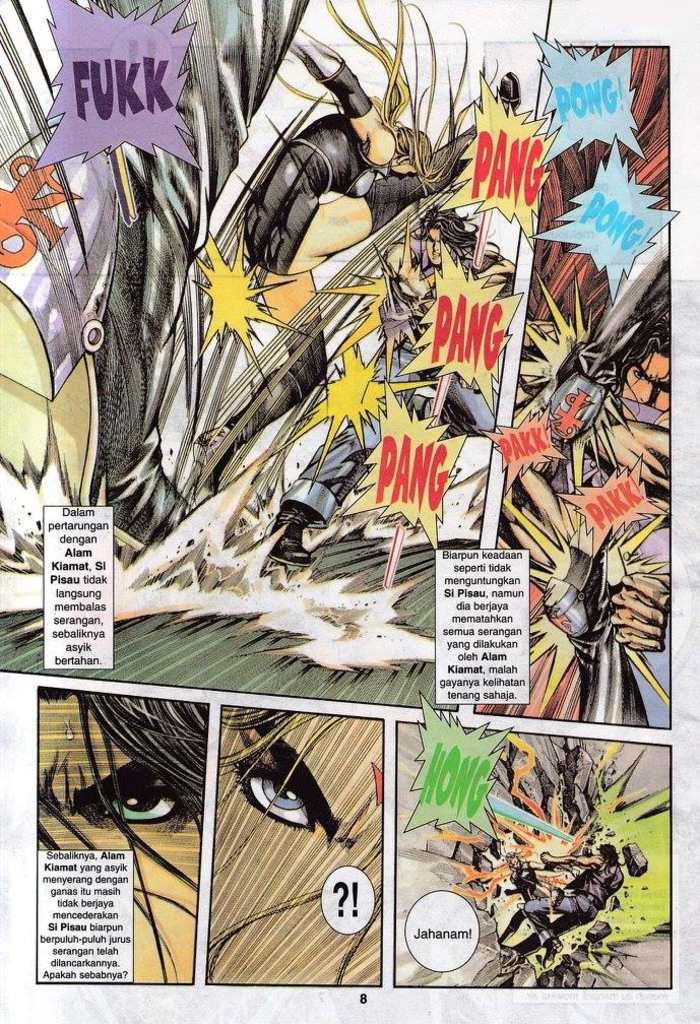 FUKK
PANG
PONG!
PONG!
PANG
PANG
PAKK!
PAKK!
Dalam
pertarungan
dengan
Alam
Kiamat, Si
Pisau tidak
langsung
membalas
serangan,
sebaliknya
asyik
bertahan.
Biarpun keadaan
seperti tidak
menguntungkan
Si Pisau, namun
dia berjaya
mematahkan
semua serangan
yang dilakukan
oleh Alam
Kiamat, malah
gayanya kelihatan
tenang sahaja.
Sebaliknya, Alam
Kiamat yang asyik
menyerang dengan
ganas itu masih
tidak berjaya
mencederakan
Si Pisau biarpun
berpuluh-puluh jurus
serangan telah
dilancarkannya.
Apakah sebabnya?
?!
HONG
Jahanam!
8